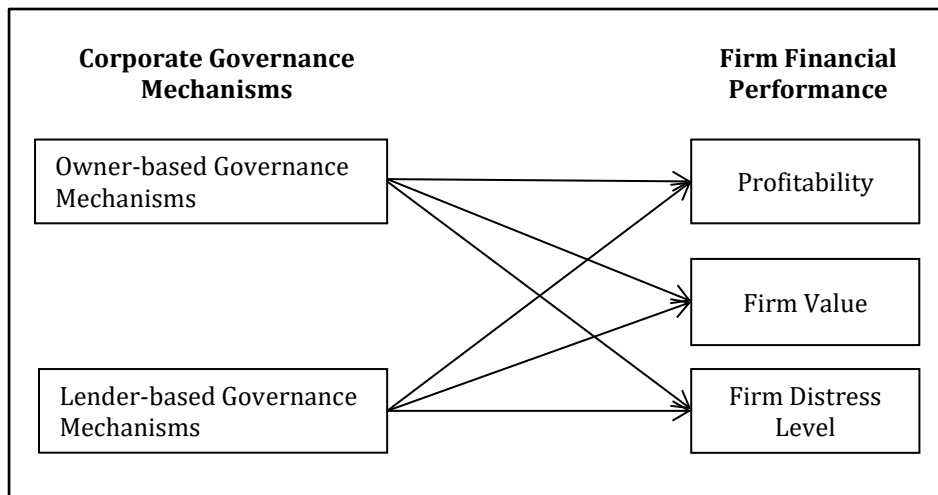 Corporate Governance
Mechanisms
Firm Financial
Performance
Owner-based Governance
Mechanisms
Profitability
Firm Value
Lender-based Governance
Mechanisms
Firm Distress
Level